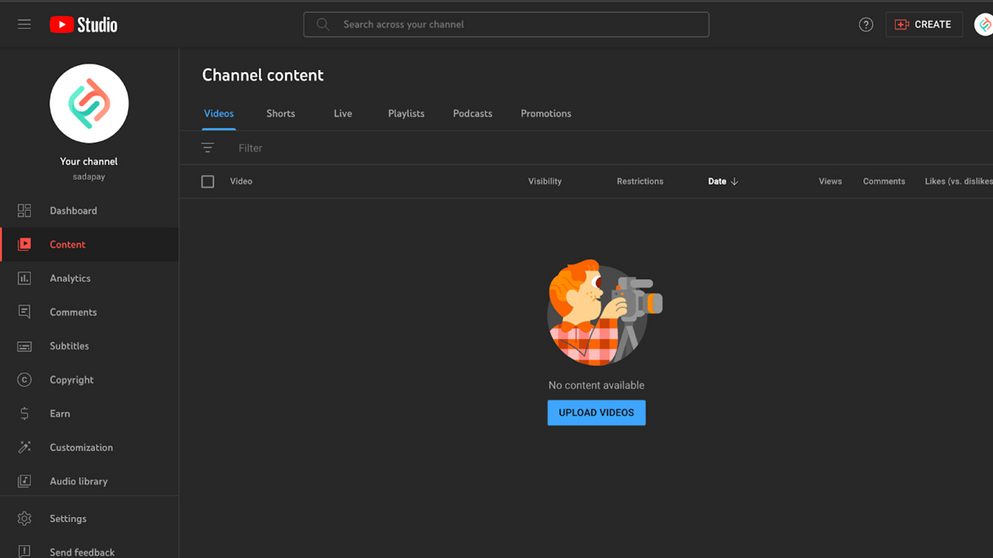 Studio
Search across your channel
CREATE
Your channel
sadapay
Dashboard
Content
Analytics
Comments
Subtitles
Copyright
Earn
Customization
Audio library
Settings
Send feedback
Channel content
Videos Shorts Live Playlists Podcasts Promotions
Filter
Video Visibility Restrictions Date Views Comments Likes (vs. dislikes
No content available
UPLOAD VIDEOS